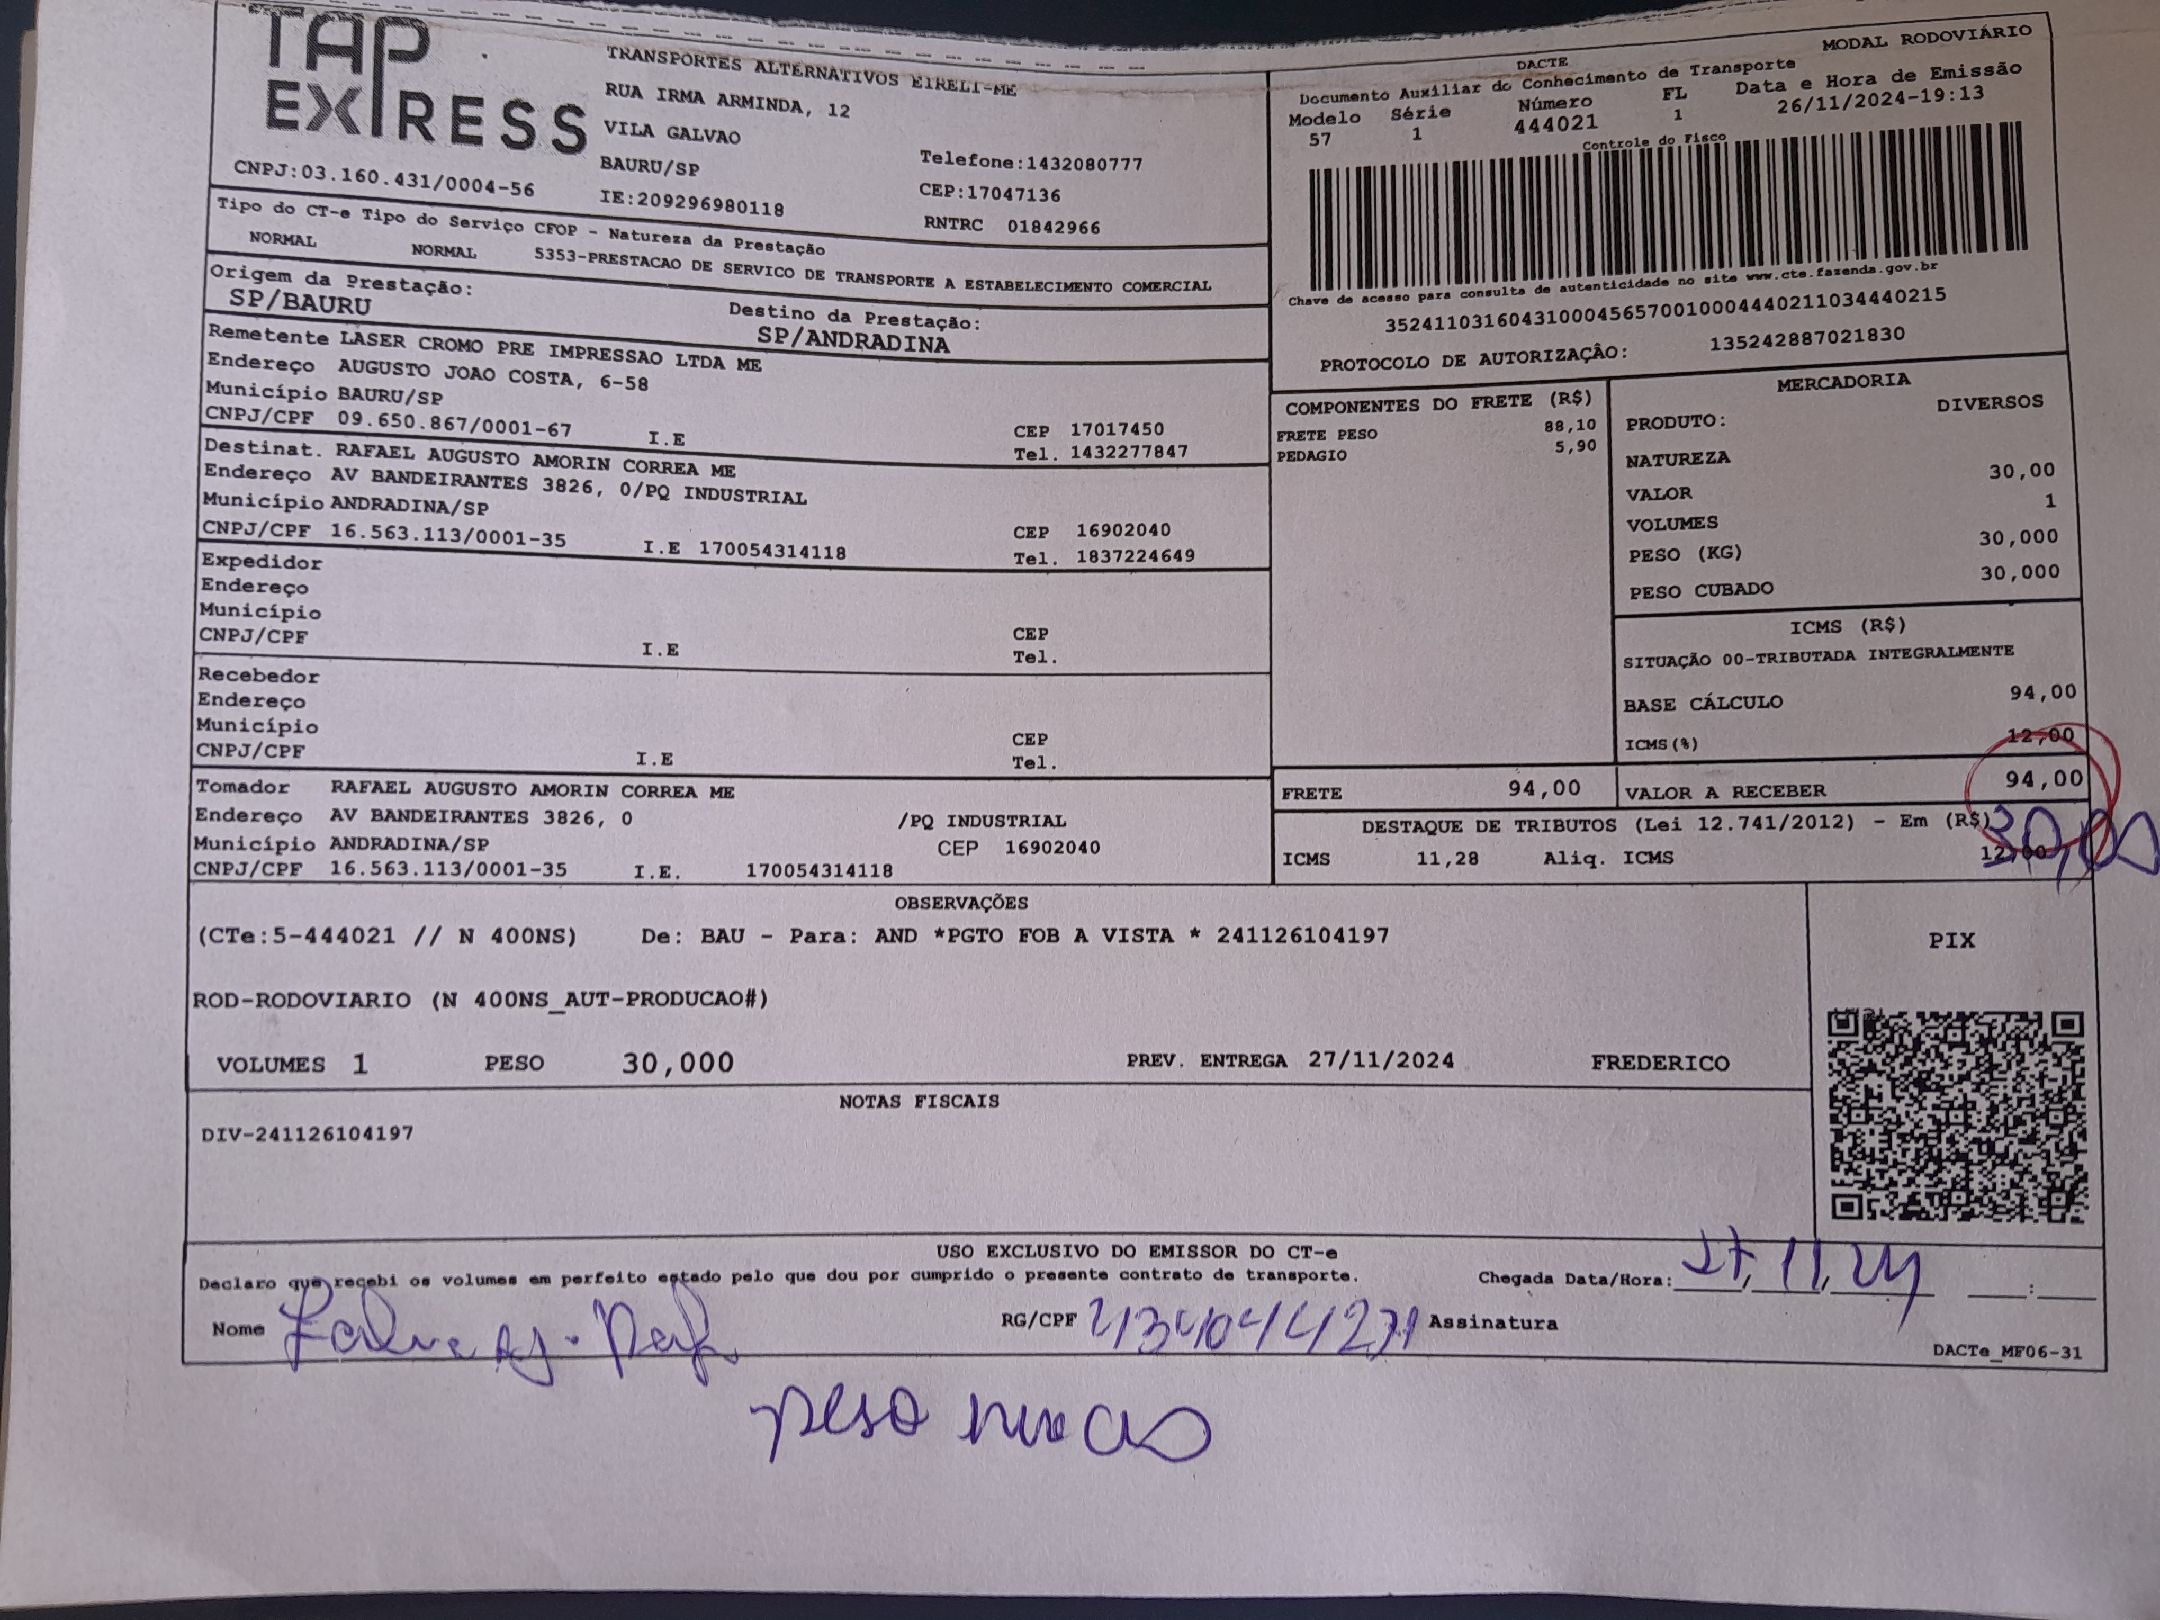 TAP EXPRESS
CNPJ:03.160.431/0004-56
TRANSPORTES ALTERNATIVOS EIRELI-ME
RUA IRMA ARMINDA, 12
VILA GALVAO
BAURU/SP
IE:209296980118
Telefone:1432080777
CEP:17047136
RNTRC 01842966
MODAL RODOVIÁRIO
DACTE
Documento Auxiliar do Conhecimento de Transporte
Modelo Série Número FL Data e Hora de Emissão
57 1 444021 1 26/11/2024-19:13
Controle do Fisco
Chave de acesso para consulta de autenticidade no site www.cte.fazenda.gov.br
35241103160431000456570010004440211034440215
PROTOCOLO DE AUTORIZAÇÃO: 135242887021830
Tipo do CT-e Tipo do Serviço CFOP - Natureza da Prestação
NORMAL NORMAL 5353-PRESTACAO DE SERVICO DE TRANSPORTE A ESTABELECIMENTO COMERCIAL
Origem da Prestação: Destino da Prestação:
SP/BAURU SP/ANDRADINA
Remetente LASER CROMO PRE IMPRESSAO LTDA ME
Endereço AUGUSTO JOAO COSTA, 6-58
Município BAURU/SP CEP 17017450
CNPJ/CPF 09.650.867/0001-67 I.E Tel. 1432277847
Destinat. RAFAEL AUGUSTO AMORIN CORREA ME
Endereço AV BANDEIRANTES 3826, 0/PQ INDUSTRIAL
Município ANDRADINA/SP CEP 16902040
CNPJ/CPF 16.563.113/0001-35 I.E 170054314118 Tel. 1837224649
Expedidor
Endereço
Município CEP
CNPJ/CPF I.E Tel.
Recebedor
Endereço
Município CEP
CNPJ/CPF I.E Tel.
Tomador RAFAEL AUGUSTO AMORIN CORREA ME
Endereço AV BANDEIRANTES 3826, 0 /PQ INDUSTRIAL
Município ANDRADINA/SP CEP 16902040
CNPJ/CPF 16.563.113/0001-35 I.E. 170054314118
COMPONENTES DO FRETE (R$)
FRETE PESO 88,10
PEDAGIO 5,90
MERCADORIA
PRODUTO: DIVERSOS
NATUREZA
VALOR 30,00
VOLUMES 1
PESO (KG) 30,000
PESO CUBADO 30,000
ICMS (R$)
SITUAÇÃO 00-TRIBUTADA INTEGRALMENTE
BASE CÁLCULO 94,00
ICMS(%) 12,00
FRETE 94,00 VALOR A RECEBER 94,00
30,00
DESTAQUE DE TRIBUTOS (Lei 12.741/2012) - Em (R$)
ICMS 11,28 Aliq. ICMS 12,00
OBSERVAÇÕES
(CTe:5-444021 // N 400NS) De: BAU - Para: AND *PGTO FOB A VISTA * 241126104197
ROD-RODOVIARIO (N 400NS_AUT-PRODUCAO#)
VOLUMES 1 PESO 30,000 PREV. ENTREGA 27/11/2024 FREDERICO
PIX
NOTAS FISCAIS
DIV-241126104197
USO EXCLUSIVO DO EMISSOR DO CT-e
Declaro que recebi os volumes em perfeito estado pelo que dou por cumprido o presente contrato de transporte. Chegada Data/Hora: 27, 11, 24 :
Nome RG/CPF Assinatura
DACTe_MF06-31
peso